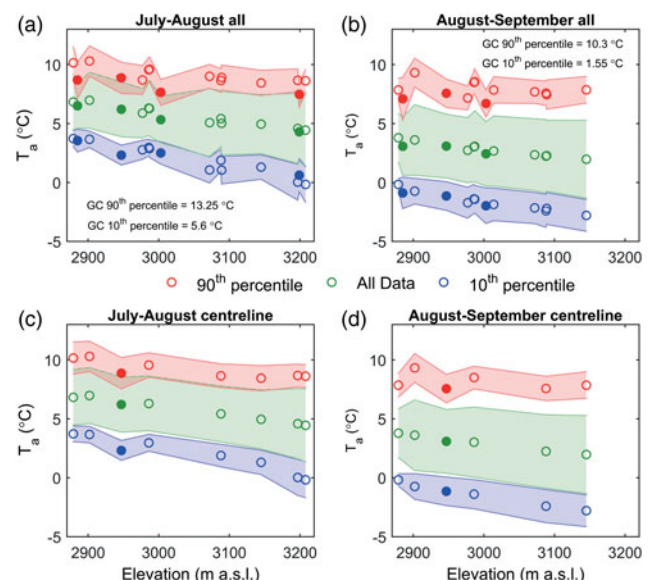 (a) July-August all
(b) August-September all
GC 90th percentile = 10.3 °C
GC 10th percentile = 1.55 °C
GC 90th percentile = 13.25 °C
GC 10th percentile = 5.6 °C
Ta (°C)
10
5
0
-5
2900 3000 3100 3200
Ta (°C)
10
5
0
-5
2900 3000 3100 3200
90th percentile All Data 10th percentile
(c) July-August centreline
(d) August-September centreline
Ta (°C)
10
5
0
-5
2900 3000 3100 3200
Elevation (m a.s.l.)
Ta (°C)
10
5
0
-5
2900 3000 3100 3200
Elevation (m a.s.l.)